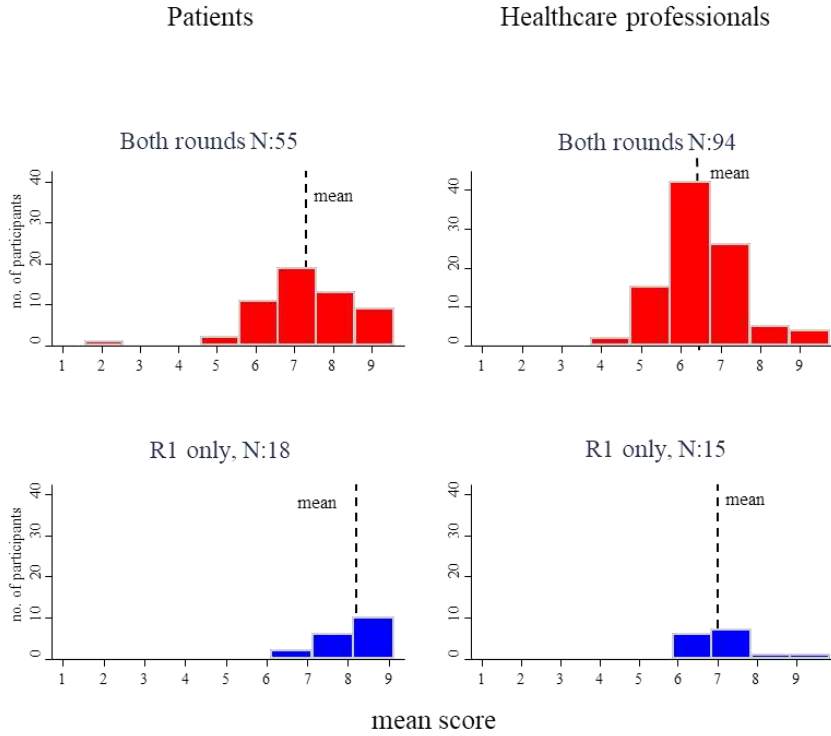 Patients
Healthcare professionals
Both rounds N:55
Both rounds N:94
no. of participants
0 10 20 30 40
mean
1 2 3 4 5 6 7 8 9
0 10 20 30 40
mean
1 2 3 4 5 6 7 8 9
R1 only, N:18
R1 only, N:15
no. of participants
0 10 20 30 40
mean
1 2 3 4 5 6 7 8 9
0 10 20 30 40
mean
1 2 3 4 5 6 7 8 9
mean score